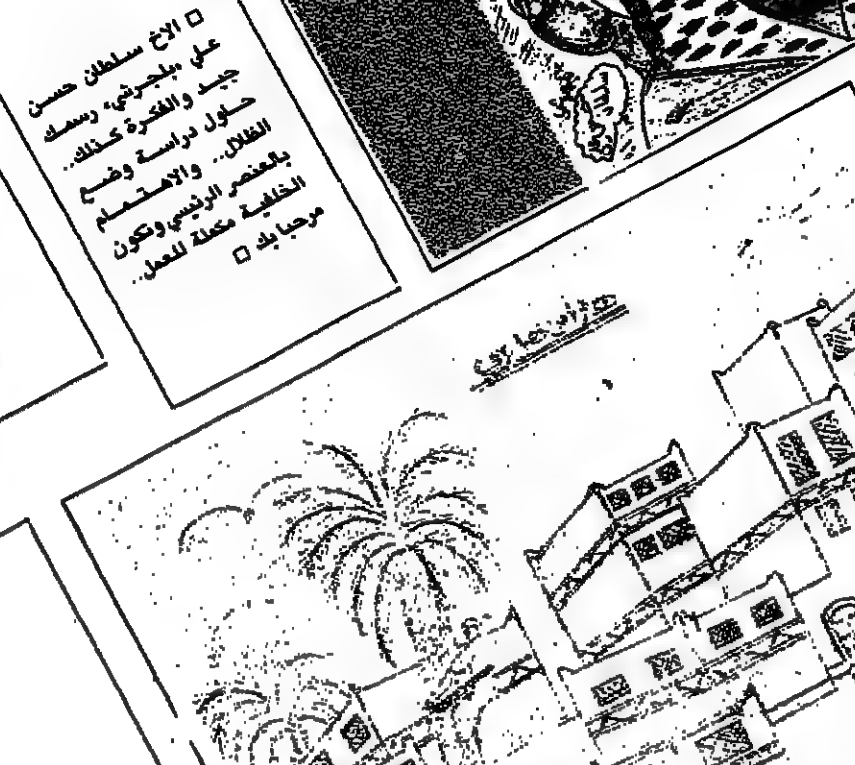 □ الاخ سلطان حسن
علي «بلجرشي» رسمك
جيد والفكرة كذلك..
حاول دراسة وضع
الظلال.. والاهتمام
بالعنصر الرئيسي وتكون
الخلفية مكملة للعمل..
مرحبا بك □